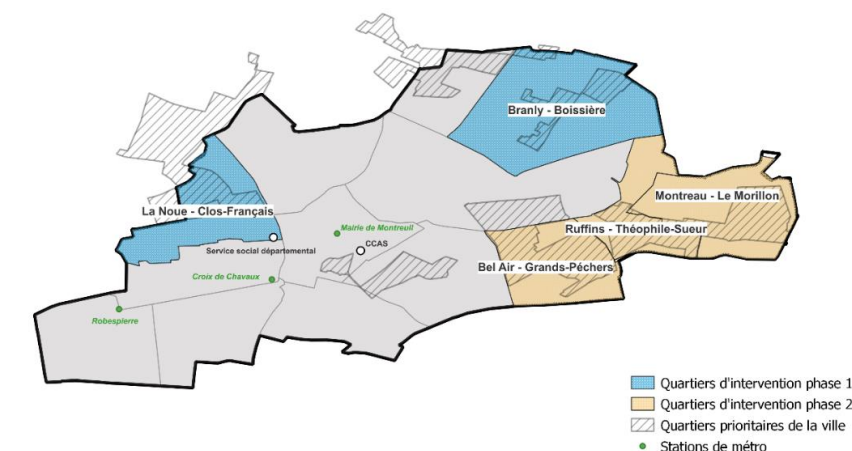 Branly - Boissière
Montreau - Le Morillon
La Noue - Clos-Français
Mairie de Montreuil
Ruffins - Théophile-Sueur
Service social départemental
CCAS
Bel Air - Grands-Péchers
Croix de Chavaux
Robespierre
Quartiers d'intervention phase 1
Quartiers d'intervention phase 2
Quartiers prioritaires de la ville
Stations de métro